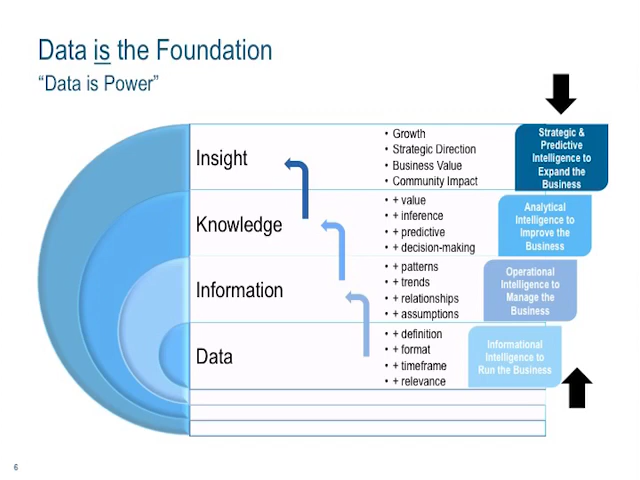 Data is the Foundation
“Data is Power”
Insight
• Growth
• Strategic Direction
• Business Value
• Community Impact
Strategic &
Predictive
Intelligence to
Expand the
Business
Knowledge
• + value
• + inference
• + predictive
• + decision-making
Analytical
Intelligence to
Improve the
Business
Information
• + patterns
• + trends
• + relationships
• + assumptions
Operational
Intelligence to
Manage the
Business
Data
• + definition
• + format
• + timeframe
• + relevance
Informational
Intelligence to
Run the Business
6